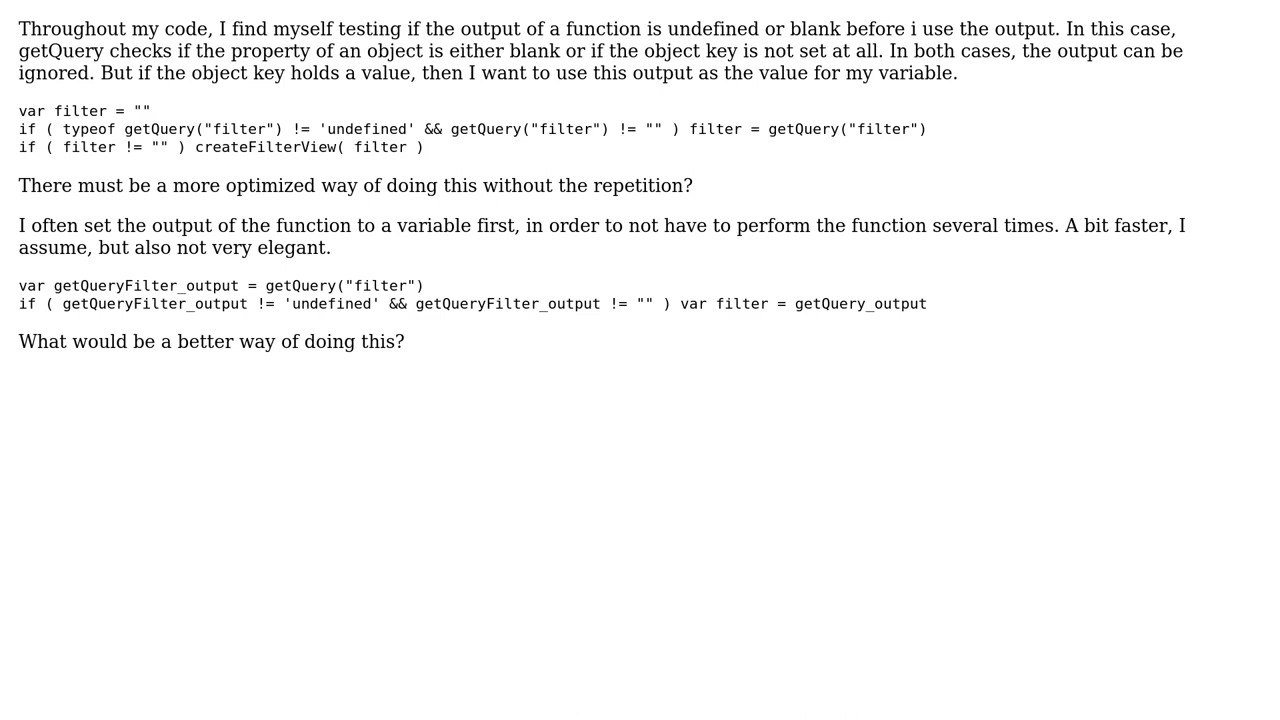 Throughout my code, I find myself testing if the output of a function is undefined or blank before i use the output. In this case,
getQuery checks if the property of an object is either blank or if the object key is not set at all. In both cases, the output can be
ignored. But if the object key holds a value, then I want to use this output as the value for my variable.
var filter = ""
if ( typeof getQuery("filter") != 'undefined' && getQuery("filter") != "" ) filter = getQuery("filter")
if ( filter != "" ) createFilterView( filter )
There must be a more optimized way of doing this without the repetition?
I often set the output of the function to a variable first, in order to not have to perform the function several times. A bit faster, I
assume, but also not very elegant.
var getQueryFilter_output = getQuery("filter")
if ( getQueryFilter_output != 'undefined' && getQueryFilter_output != "" ) var filter = getQuery_output
What would be a better way of doing this?